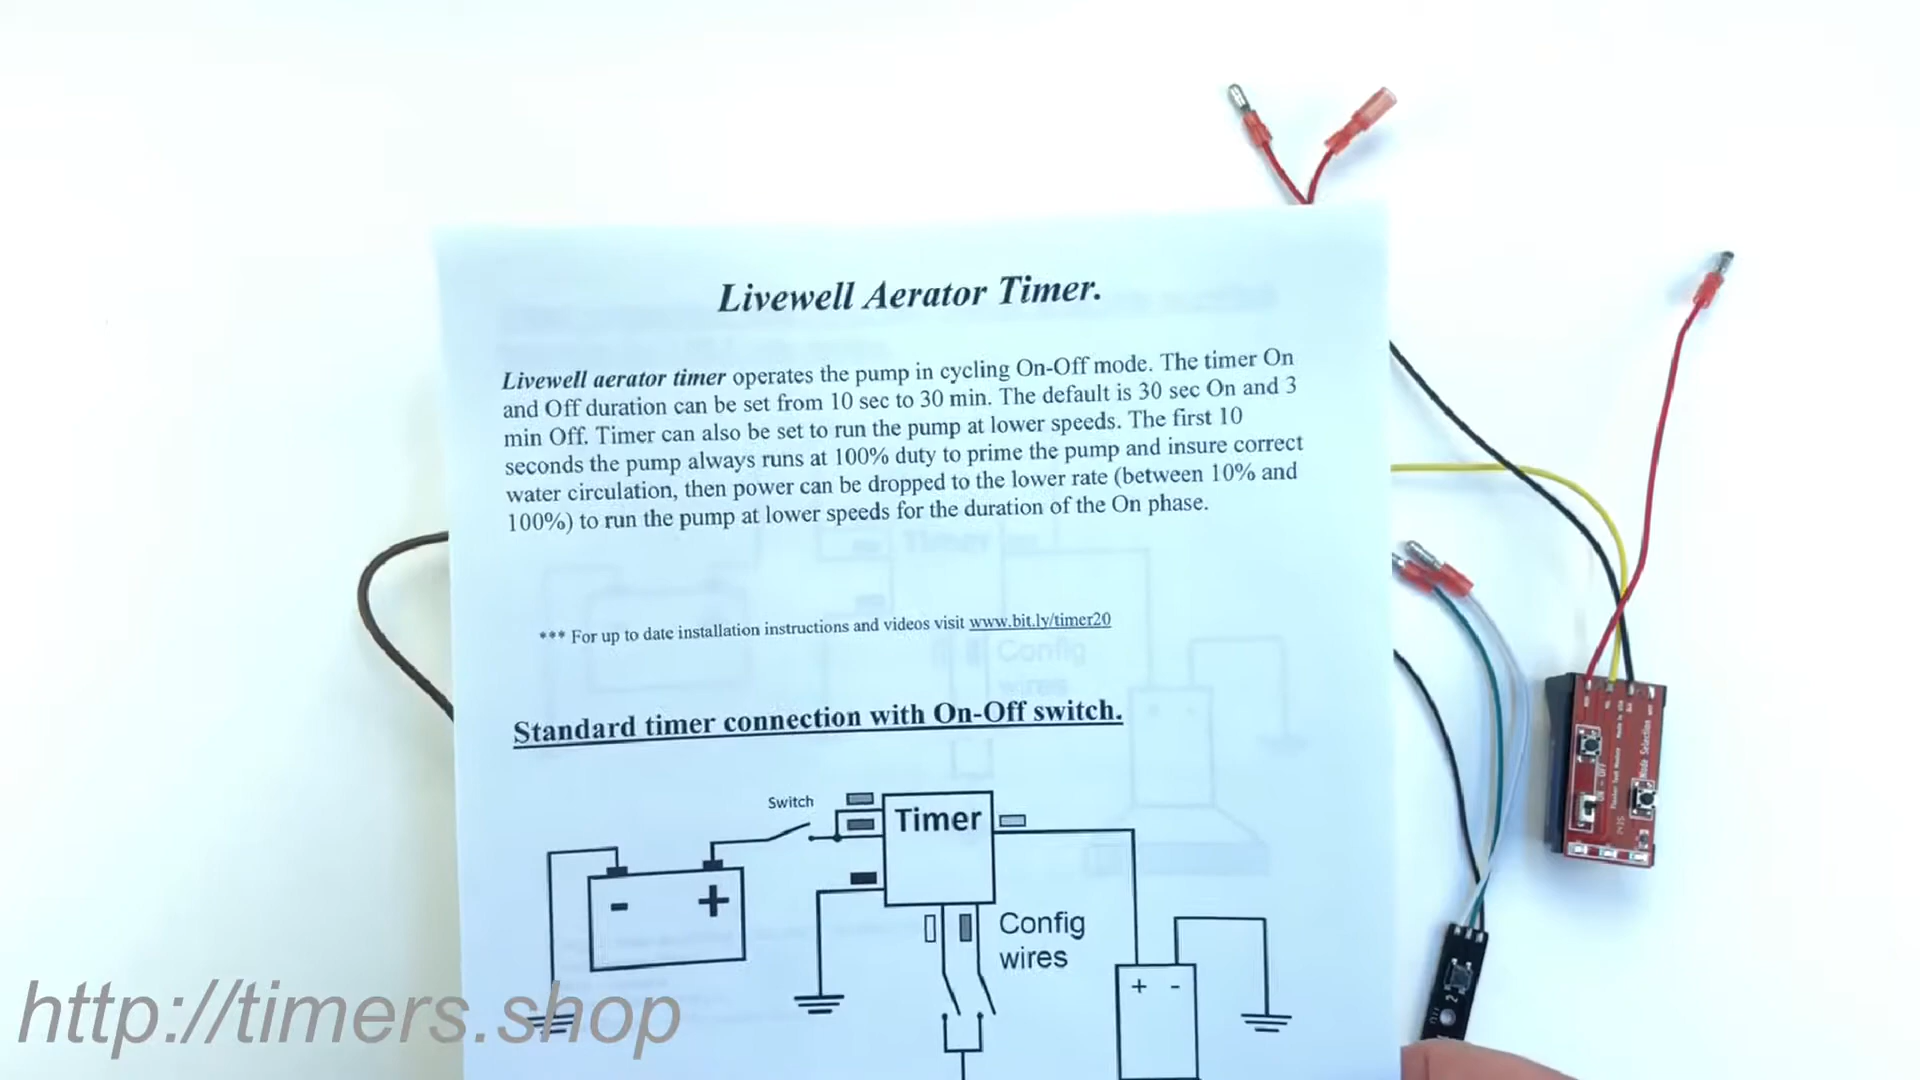 Livewell Aerator Timer.
Livewell aerator timer operates the pump in cycling On-Off mode. The timer On
and Off duration can be set from 10 sec to 30 min. The default is 30 sec On and 3
min Off. Timer can also be set to run the pump at lower speeds. The first 10
seconds the pump always runs at 100% duty to prime the pump and insure correct
water circulation, then power can be dropped to the lower rate (between 10% and
100%) to run the pump at lower speeds for the duration of the On phase.
*** For up to date installation instructions and videos visit www.bit.ly/timer20
Standard timer connection with On-Off switch.
Switch
Timer
- +
Config
wires
+ -
Mode Selection
ON - OFF
2
http://timers.shop